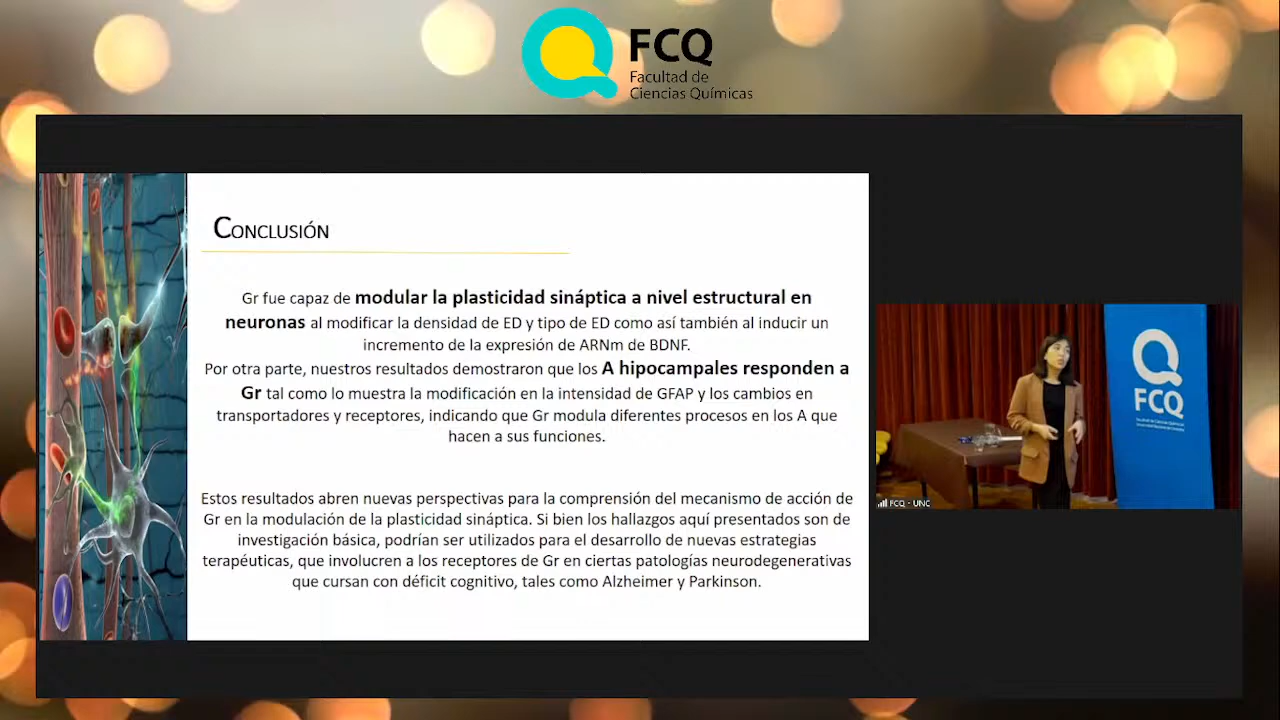 FCQ
Facultad de
Ciencias Químicas
CONCLUSIÓN
Gr fue capaz de modular la plasticidad sináptica a nivel estructural en
neuronas al modificar la densidad de ED y tipo de ED como así también al inducir un
incremento de la expresión de ARNm de BDNF.
Por otra parte, nuestros resultados demostraron que los A hipocampales responden a
Gr tal como lo muestra la modificación en la intensidad de GFAP y los cambios en
transportadores y receptores, indicando que Gr modula diferentes procesos en los A que
hacen a sus funciones.
Estos resultados abren nuevas perspectivas para la comprensión del mecanismo de acción de
Gr en la modulación de la plasticidad sináptica. Si bien los hallazgos aquí presentados son de
investigación básica, podrían ser utilizados para el desarrollo de nuevas estrategias
terapéuticas, que involucren a los receptores de Gr en ciertas patologías neurodegenerativas
que cursan con déficit cognitivo, tales como Alzheimer y Parkinson.
FCQ
FCQ - UNC